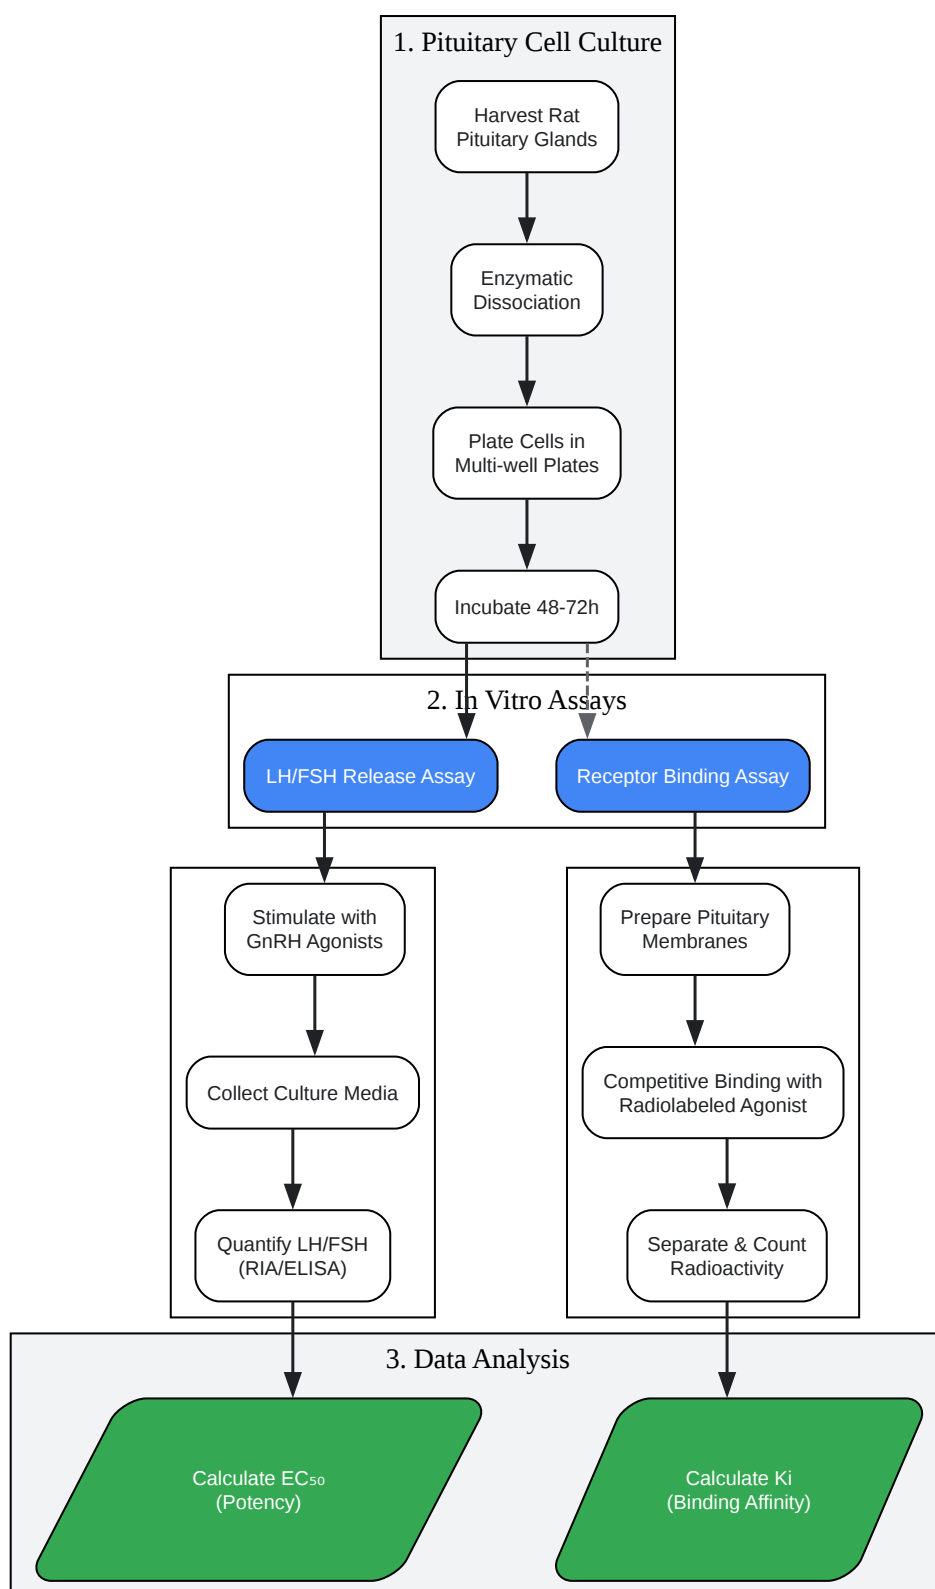 1. Pituitary Cell Culture
Harvest Rat
Pituitary Glands
Enzymatic
Dissociation
Plate Cells in
Multi-well Plates
Incubate 48-72h
2. In Vitro Assays
LH/FSH Release Assay
Receptor Binding Assay
Stimulate with
GnRH Agonists
Collect Culture Media
Quantify LH/FSH
(RIA/ELISA)
Prepare Pituitary
Membranes
Competitive Binding with
Radiolabeled Agonist
Separate & Count
Radioactivity
3. Data Analysis
Calculate EC₅₀
(Potency)
Calculate Ki
(Binding Affinity)